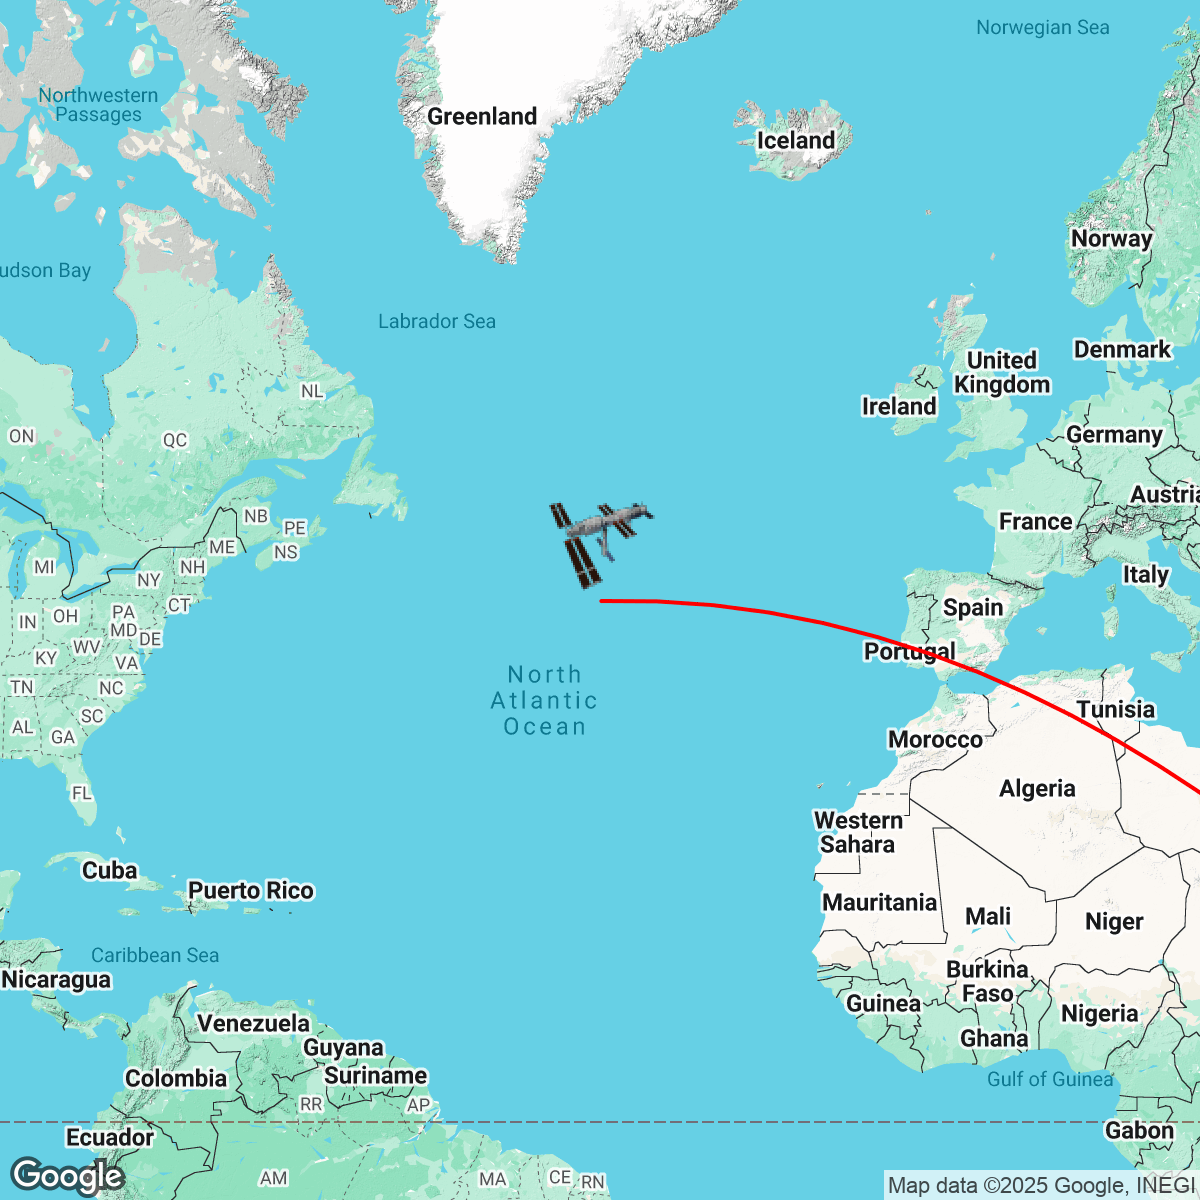 Norwegian Sea
Northwestern
Passages
Greenland
Iceland
Norway
udson Bay
Labrador Sea
Denmark
United
Kingdom
NL
Ireland
ON
QC
Germany
Austria
NB
PE
France
ME
NS
MI
NH
NY
Italy
CT
Spain
PA
OH
IN
MD
DE
WV
Portugal
KY
VA
North
Atlantic
Ocean
TN
NC
Tunisia
SC
AL
GA
Morocco
Algeria
FL
Western
Sahara
Cuba
Puerto Rico
Mauritania
Mali
Niger
Caribbean Sea
Nicaragua
Burkina
Faso
Guinea
Nigeria
Venezuela
Ghana
Guyana
Suriname
Colombia
Gulf of Guinea
RR
AP
Ecuador
Gabon
Google
AM
MA
CE
RN
Map data ©2025 Google, INEGI